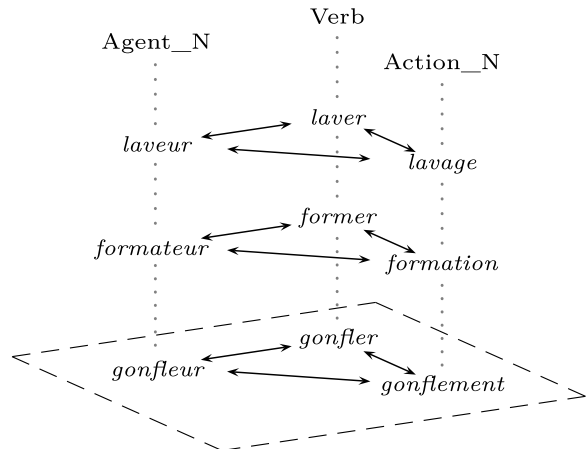 Verb
Agent_N
Action_N
laver
laveur
lavage
former
formateur
formation
gonfler
gonfleur
gonflement